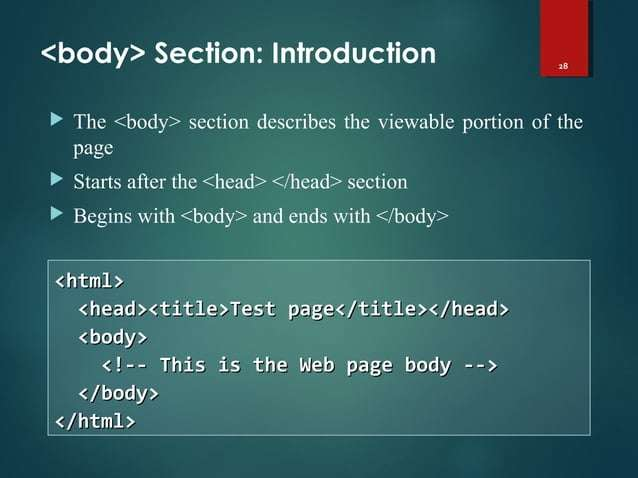 <body> Section: Introduction
28
The <body> section describes the viewable portion of the
page
Starts after the <head> </head> section
Begins with <body> and ends with </body>
<html>
<head><title>Test page</title></head>
<body>
<!-- This is the Web page body -->
</body>
</html>